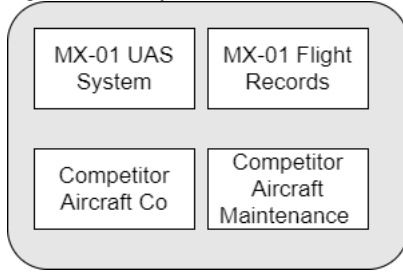 MX-01 UAS
System
MX-01 Flight
Records
Competitor
Aircraft Co
Competitor
Aircraft
Maintenance